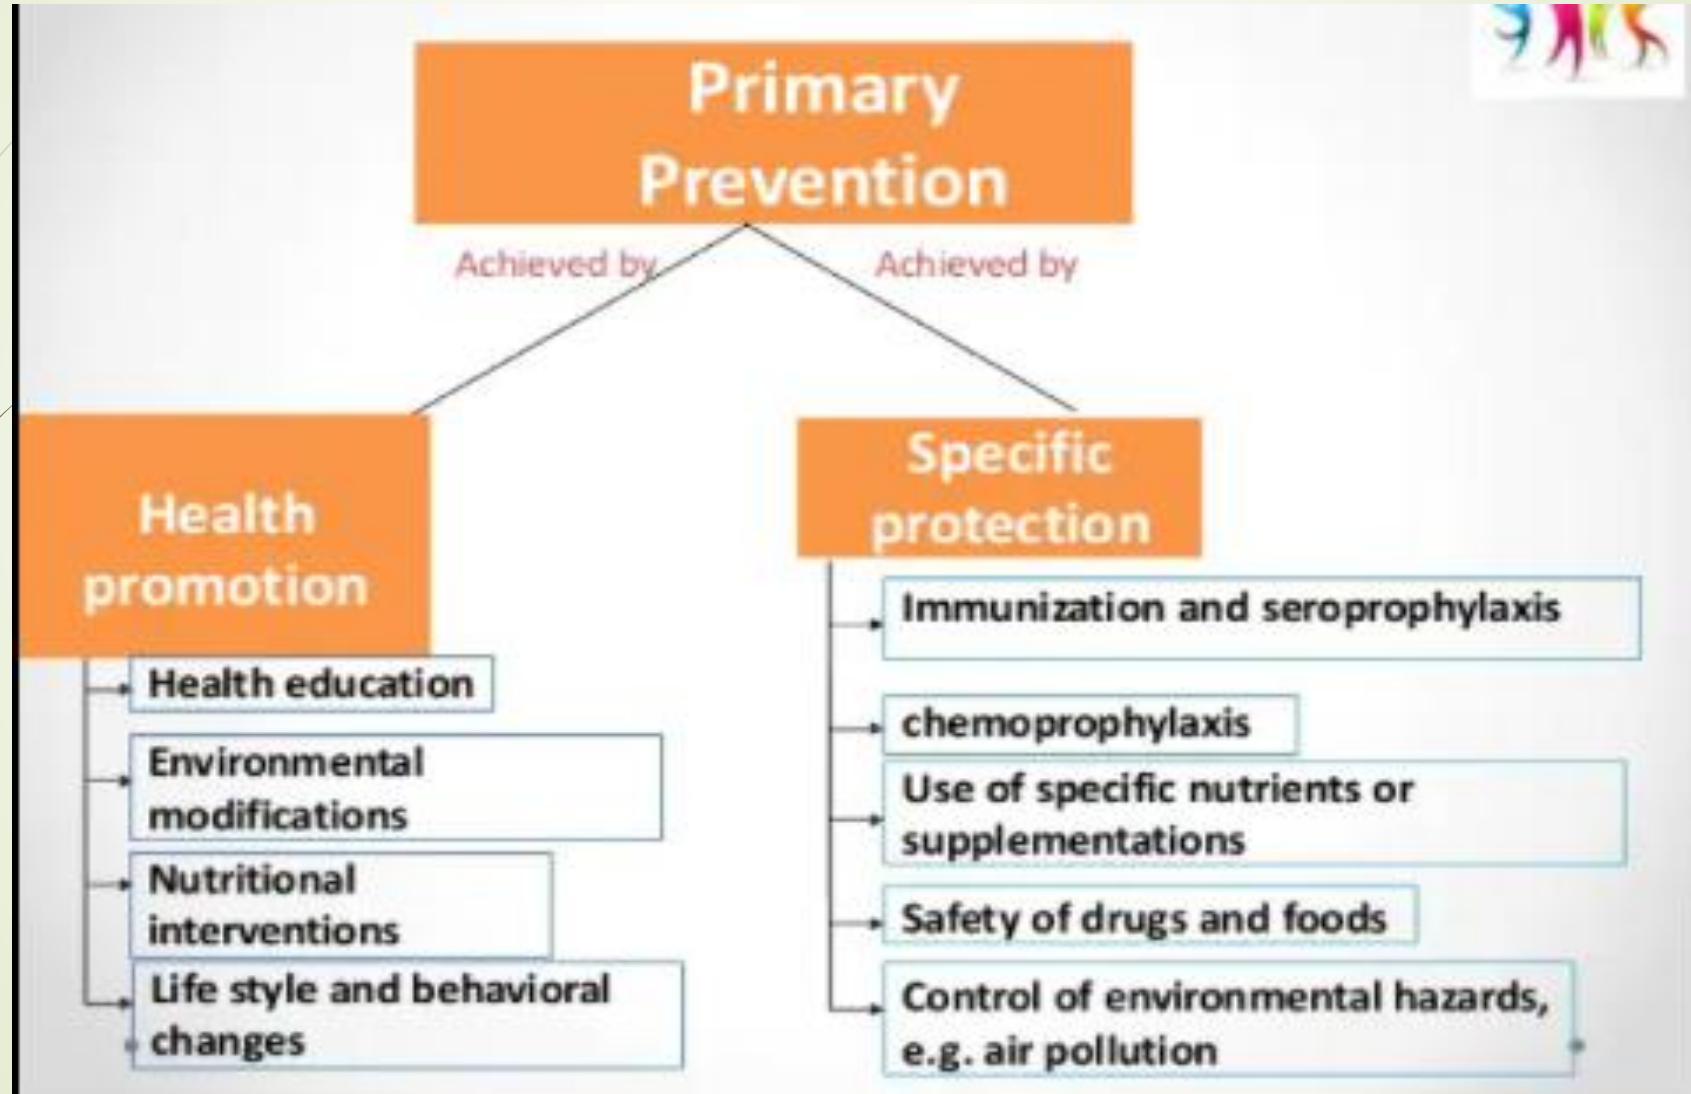 Primary
Prevention
Achieved by
Achieved by
Health
promotion
Health education
Environmental
modifications
Nutritional
interventions
Life style and behavioral
changes
Specific
protection
Immunization and seroprophylaxis
chemoprophylaxis
Use of specific nutrients or
supplementations
Safety of drugs and foods
Control of environmental hazards,
e.g. air pollution